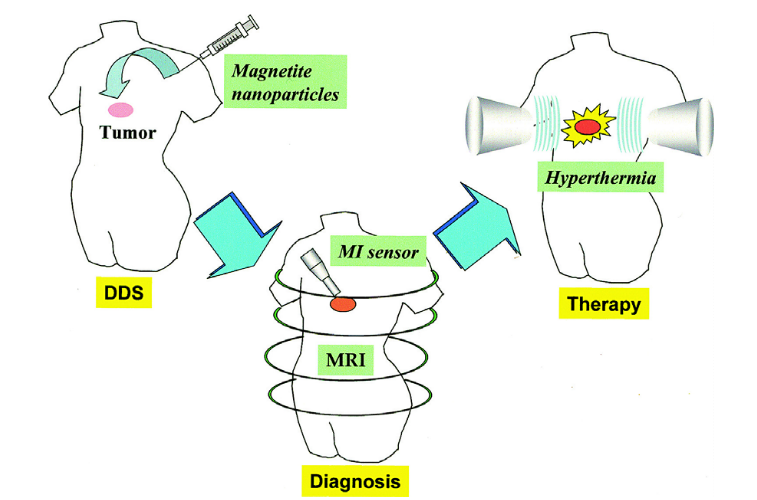 Magnetite
nanoparticles
Tumor
DDS
MI sensor
MRI
Diagnosis
Hyperthermia
Therapy